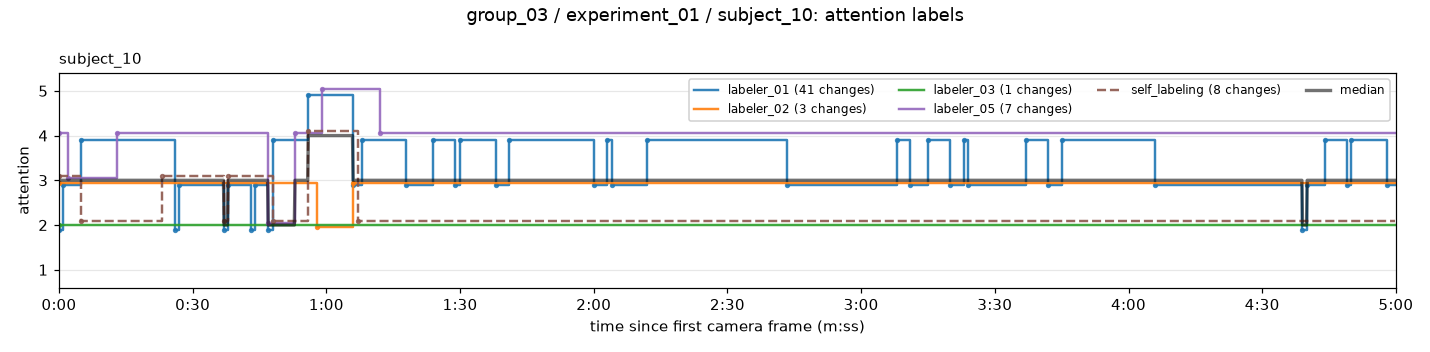 group_03 / experiment_01 / subject_10: attention labels
subject_10
labeler_01 (41 changes)
labeler_02 (3 changes)
labeler_03 (1 changes)
labeler_05 (7 changes)
self_labeling (8 changes)
median
attention
5
4
3
2
1
0:00 0:30 1:00 1:30 2:00 2:30 3:00 3:30 4:00 4:30 5:00
time since first camera frame (m:ss)